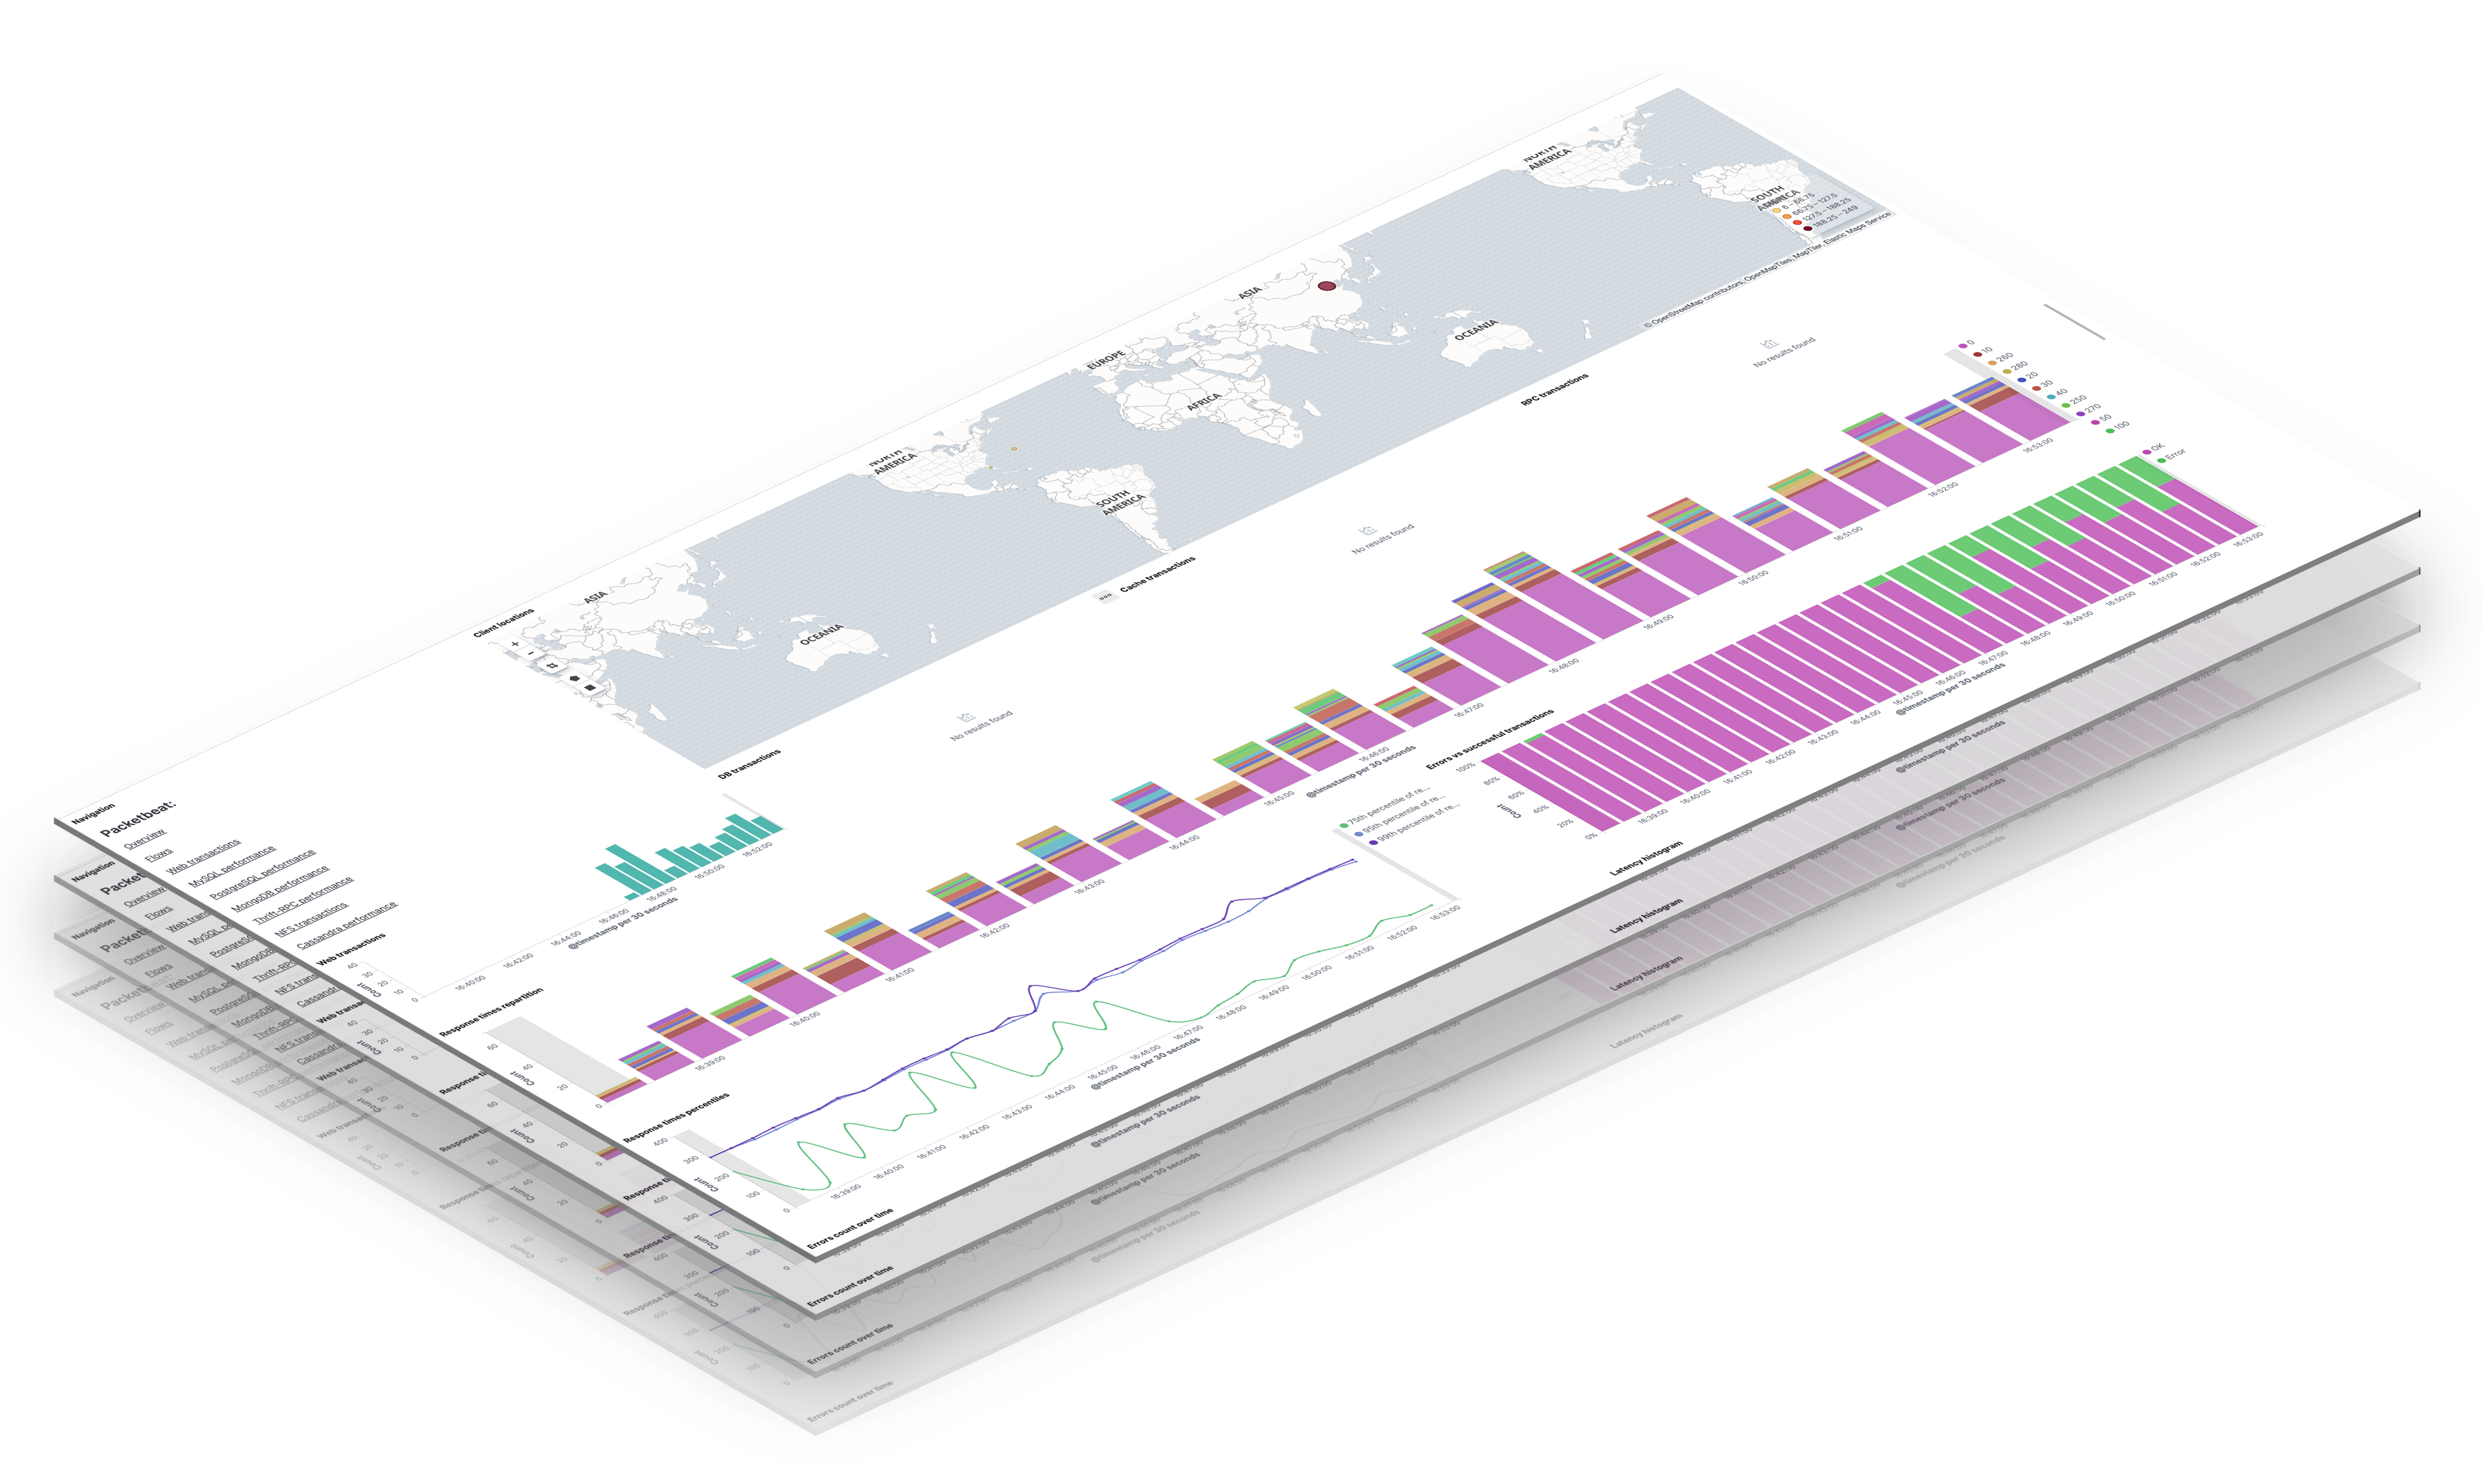 Navigation
Packetbeat:
Overview
Flows
Web transactions
MySQL performance
PostgreSQL performance
MongoDB performance
Thrift-RPC performance
NFS transactions
Cassandra performance
Client locations
+
−
ASIA
OCEANIA
NORTH
AMERICA
SOUTH
AMERICA
EUROPE
AFRICA
ASIA
OCEANIA
NORTH
AMERICA
SOUTH
AMERICA
6 – 66.75
66.75 – 127.5
127.5 – 188.25
188.25 – 249
© OpenStreetMap contributors, OpenMapTiles, MapTiler, Elastic Maps Service
Web transactions
Count
40
30
20
10
0
16:40:00
16:42:00
16:44:00
16:46:00
16:48:00
16:50:00
16:52:00
@timestamp per 30 seconds
DB transactions
No results found
Cache transactions
No results found
RPC transactions
No results found
Response times repartition
Count
60
40
20
0
16:39:00
16:40:00
16:41:00
16:42:00
16:43:00
16:44:00
16:45:00
16:46:00
16:47:00
16:48:00
16:49:00
16:50:00
16:51:00
16:52:00
16:53:00
@timestamp per 30 seconds
0
10
260
280
20
30
40
250
270
50
100
Response times percentiles
Count
400
300
200
100
0
16:39:00
16:40:00
16:41:00
16:42:00
16:43:00
16:44:00
16:45:00
16:46:00
16:47:00
16:48:00
16:49:00
16:50:00
16:51:00
16:52:00
16:53:00
@timestamp per 30 seconds
75th percentile of re...
95th percentile of re...
99th percentile of re...
Errors vs successful transactions
Count
100%
80%
60%
40%
20%
0%
16:39:00
16:40:00
16:41:00
16:42:00
16:43:00
16:44:00
16:45:00
16:46:00
16:47:00
16:48:00
16:49:00
16:50:00
16:51:00
16:52:00
16:53:00
@timestamp per 30 seconds
OK
Error
Errors count over time
Latency histogram